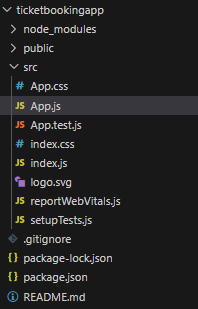 ticketbookingapp
node_modules
public
src
# App.css
JS App.js
JS App.test.js
# index.css
JS index.js
logo.svg
JS reportWebVitals.js
JS setupTests.js
.gitignore
{} package-lock.json
{} package.json
README.md